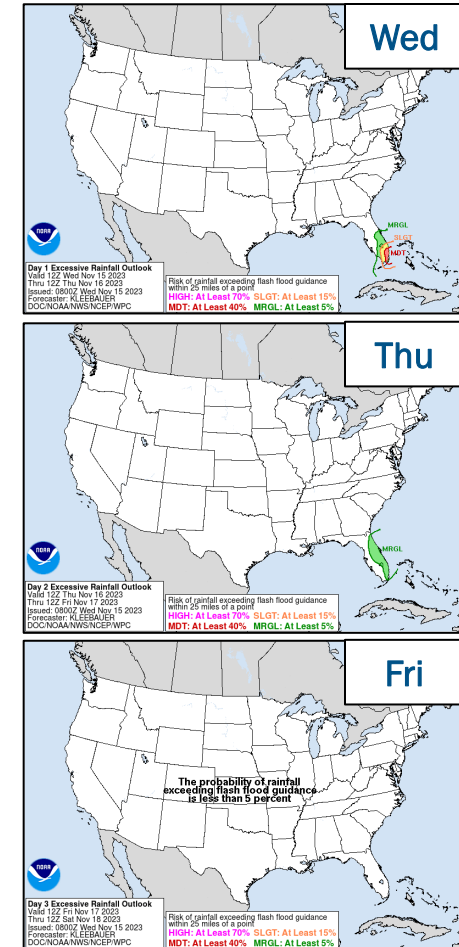 Wed
MRGL
SLGT
MDT
NOAA
Day 1 Excessive Rainfall Outlook
Valid 12Z Wed Nov 15 2023
Thru 12Z Thu Nov 16 2023
Issued: 0800Z Wed Nov 15 2023
Forecaster: KLEEBAUER
DOC/NOAA/NWS/NCEP/WPC
Risk of rainfall exceeding flash flood guidance
within 25 miles of a point
HIGH: At Least 70% SLGT: At Least 15%
MDT: At Least 40% MRGL: At Least 5%
Thu
MRGL
NOAA
Day 2 Excessive Rainfall Outlook
Valid 12Z Thu Nov 16 2023
Thru 12Z Fri Nov 17 2023
Issued: 0800Z Wed Nov 15 2023
Forecaster: KLEEBAUER
DOC/NOAA/NWS/NCEP/WPC
Risk of rainfall exceeding flash flood guidance
within 25 miles of a point
HIGH: At Least 70% SLGT: At Least 15%
MDT: At Least 40% MRGL: At Least 5%
Fri
The probability of rainfall
exceeding flash flood guidance
is less than 5 percent
NOAA
Day 3 Excessive Rainfall Outlook
Valid 12Z Fri Nov 17 2023
Thru 12Z Sat Nov 18 2023
Issued: 0800Z Wed Nov 15 2023
Forecaster: KLEEBAUER
DOC/NOAA/NWS/NCEP/WPC
Risk of rainfall exceeding flash flood guidance
within 25 miles of a point
HIGH: At Least 70% SLGT: At Least 15%
MDT: At Least 40% MRGL: At Least 5%